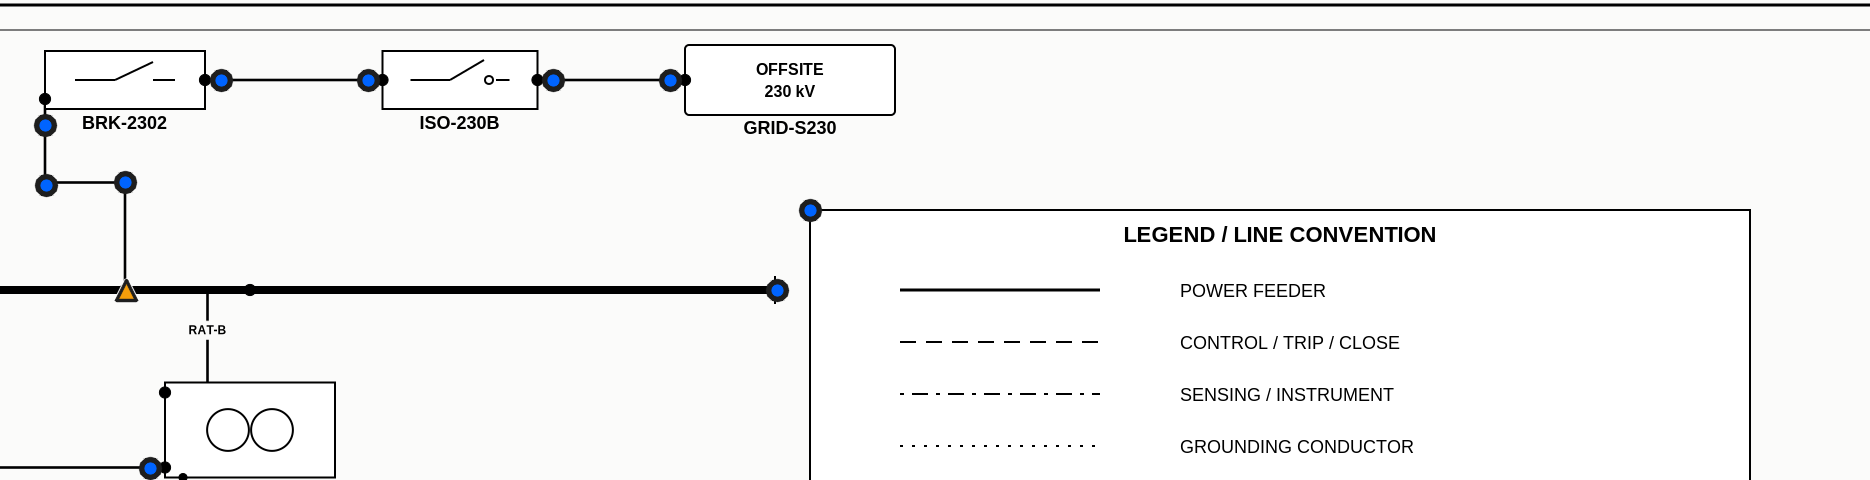 OFFSITE
230 kV
BRK-2302
ISO-230B
GRID-S230
LEGEND / LINE CONVENTION
POWER FEEDER
RAT-B
CONTROL / TRIP / CLOSE
SENSING / INSTRUMENT
GROUNDING CONDUCTOR